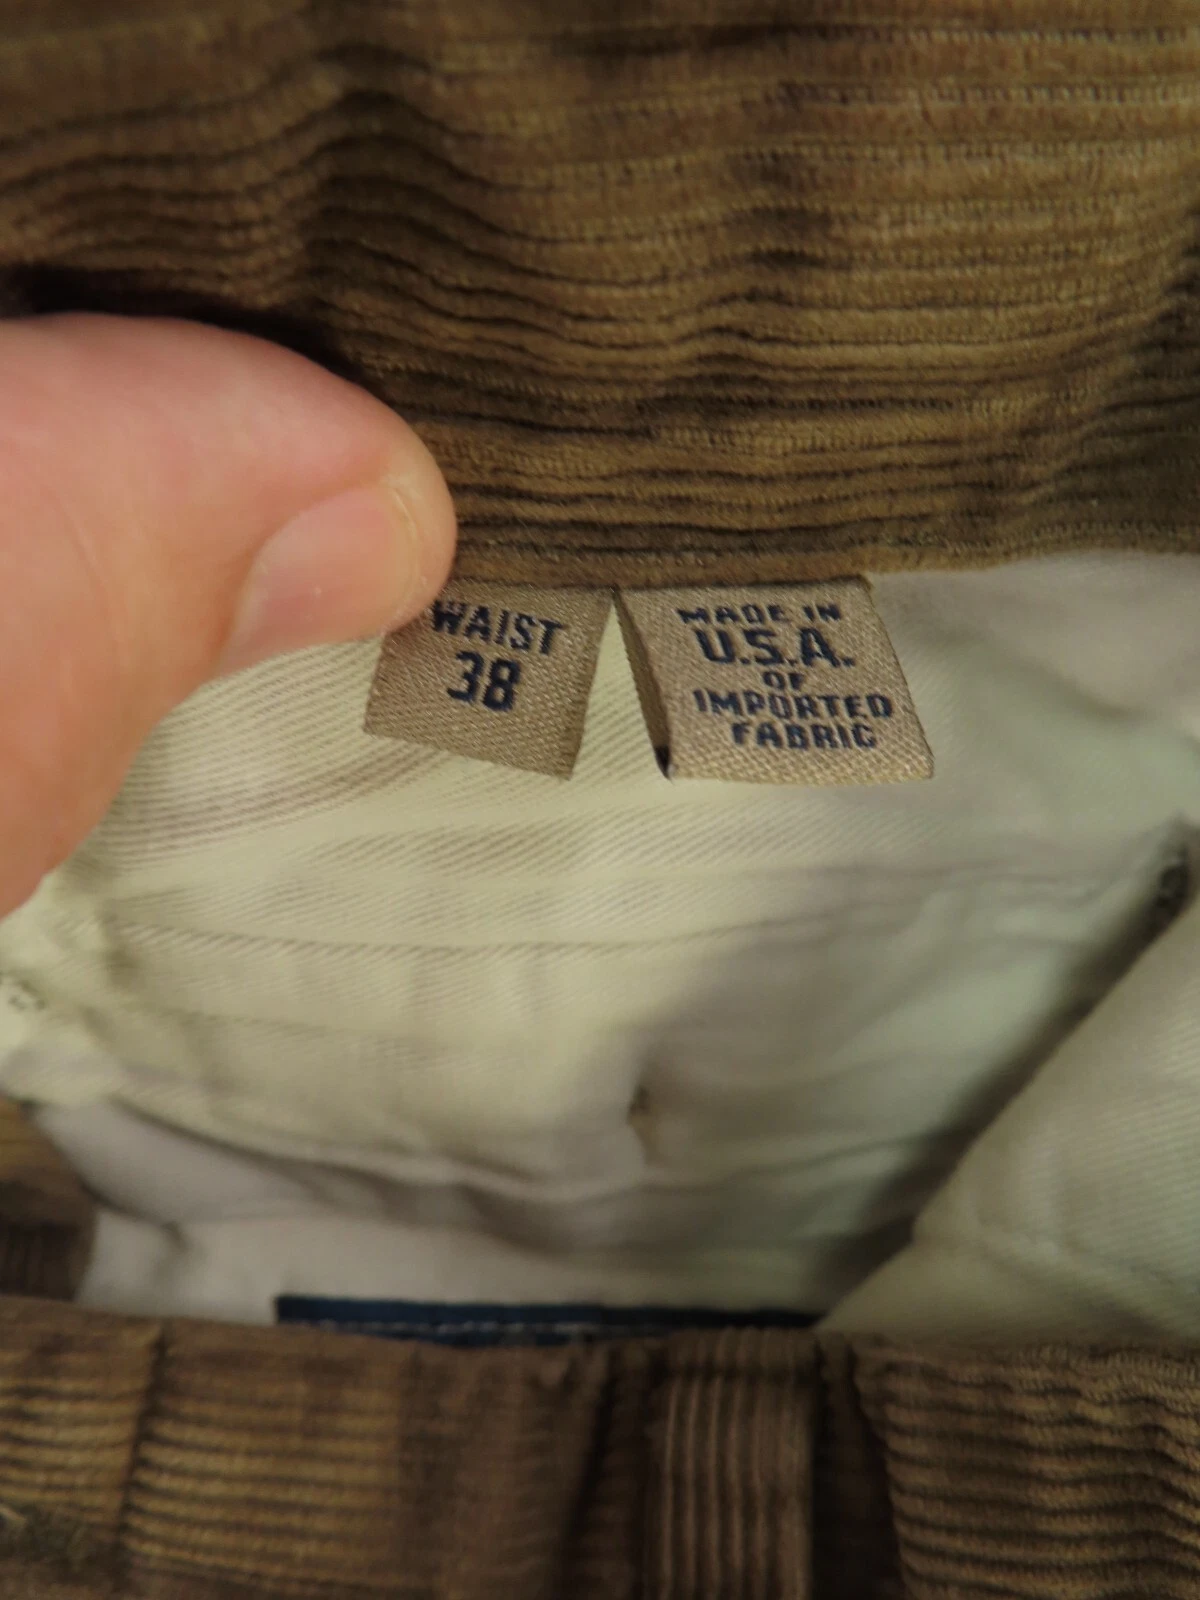 WAIST
38
MADE IN
U.S.A.
OF
IMPORTED
FABRIC